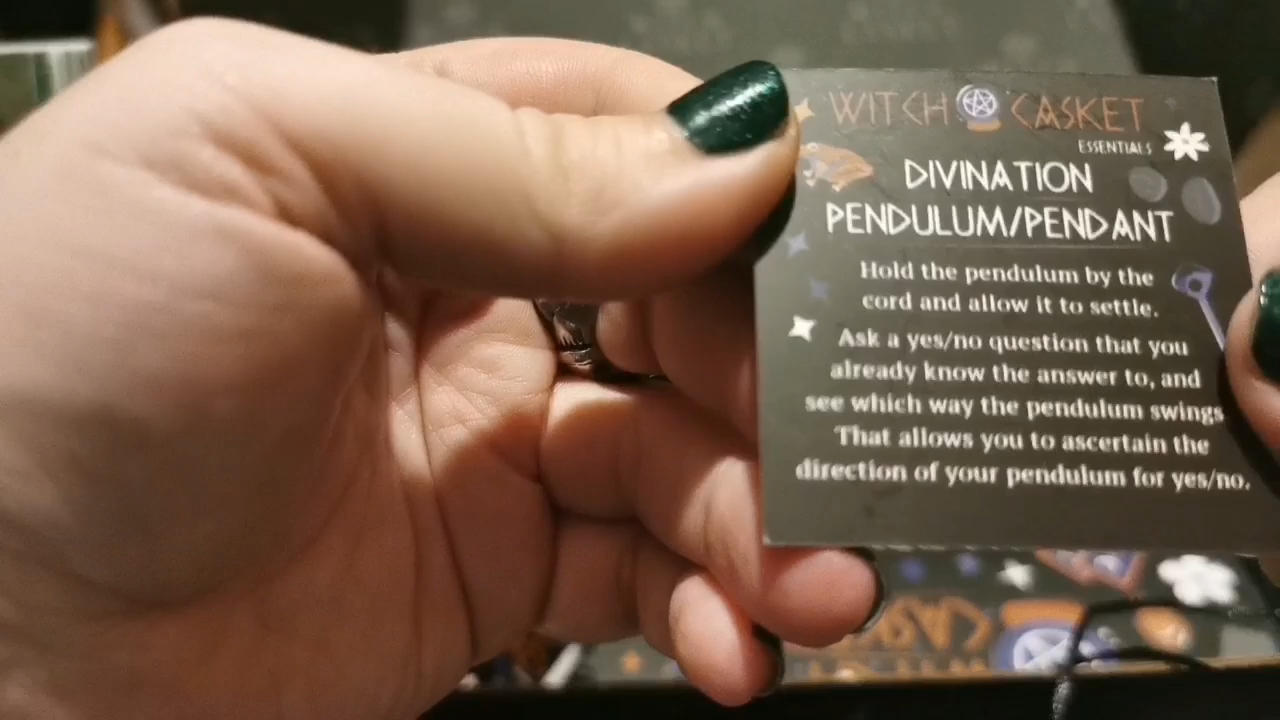 WITCH CASKET
ESSENTIALS
DIVINATION
PENDULUM/PENDANT
Hold the pendulum by the
cord and allow it to settle.
Ask a yes/no question that you
already know the answer to, and
see which way the pendulum swings
That allows you to ascertain the
direction of your pendulum for yes/no.